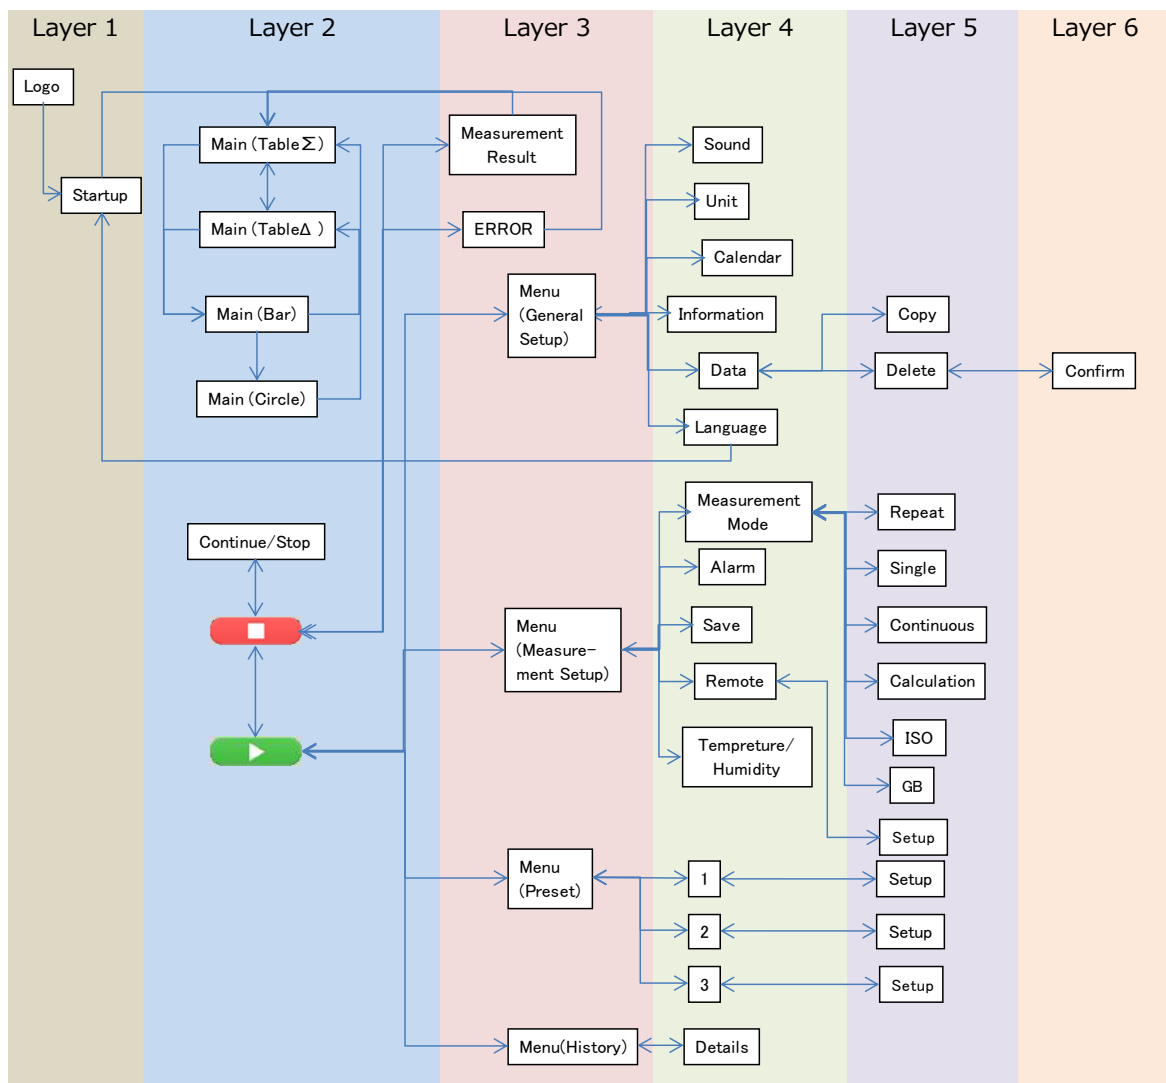 Layer 1
Layer 2
Layer 3
Layer 4
Layer 5
Layer 6
Logo
Startup
Main(TableΣ)
Main(TableΔ )
Main(Bar)
Main(Circle)
Continue/Stop
Measurement
Result
ERROR
Menu
(General
Setup)
Menu
(Measure-
ment Setup)
Menu
(Preset)
Menu(History)
Sound
Unit
Calendar
Information
Data
Language
Measurement
Mode
Alarm
Save
Remote
Tempreture/
Humidity
1
2
3
Details
Copy
Delete
Repeat
Single
Continuous
Calculation
ISO
GB
Setup
Setup
Setup
Setup
Confirm